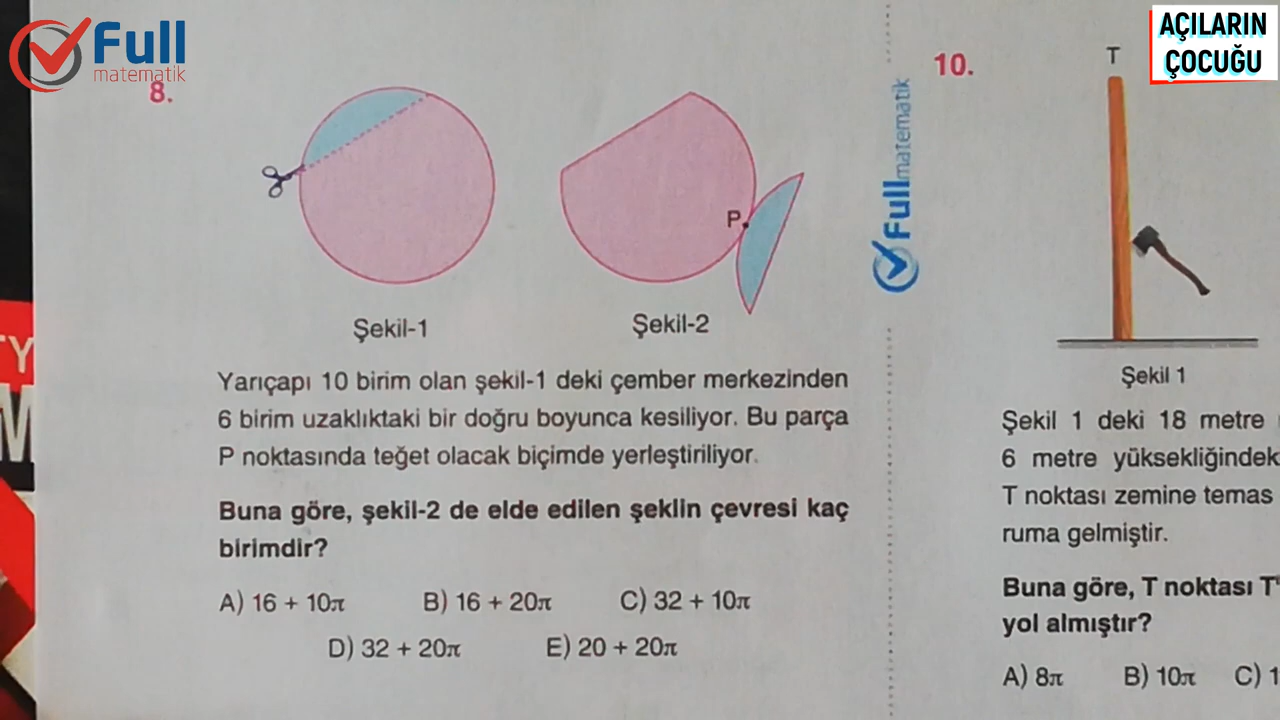 Full
matematik
AÇILARIN
ÇOCUĞU
8.
P
Şekil-1
Şekil-2
Yarıçapı 10 birim olan şekil-1 deki çember merkezinden
6 birim uzaklıktaki bir doğru boyunca kesiliyor. Bu parça
P noktasında teğet olacak biçimde yerleştiriliyor.
Buna göre, şekil-2 de elde edilen şeklin çevresi kaç
birimdir?
A) 16 + 10π B) 16 + 20π C) 32 + 10π
D) 32 + 20π E) 20 + 20π
Full matematik
10.
T
Şekil 1
Şekil 1 deki 18 metre
6 metre yüksekliğindek
T noktası zemine temas
ruma gelmiştir.
Buna göre, T noktası T'
yol almıştır?
A) 8π B) 10π C) 1
TY
M